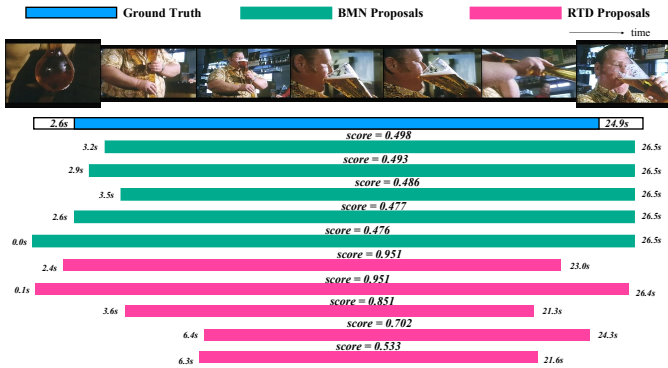 Ground Truth BMN Proposals RTD Proposals
time
2.6s 24.9s
score = 0.498
3.2s 26.5s
score = 0.493
2.9s 26.5s
score = 0.486
3.5s 26.5s
score = 0.477
2.6s 26.5s
score = 0.476
0.0s 26.5s
score = 0.951
2.4s 23.0s
score = 0.951
0.1s 26.4s
score = 0.851
3.6s 21.3s
score = 0.702
6.4s 24.3s
score = 0.533
6.3s 21.6s